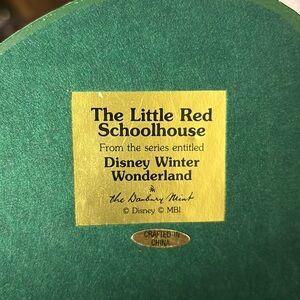 The Little Red
Schoolhouse
From the series entitled
Disney Winter
Wonderland
the Danbury Mint
© Disney © MBI
CRAFTED IN
CHINA